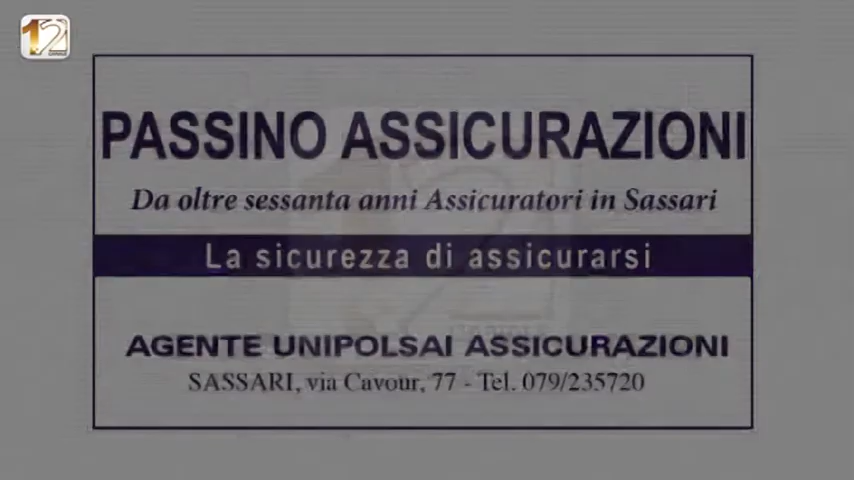 12
PASSINO ASSICURAZIONI
Da oltre sessanta anni Assicuratori in Sassari
La sicurezza di assicurarsi
AGENTE UNIPOLSAI ASSICURAZIONI
SASSARI, via Cavour, 77 - Tel. 079/235720